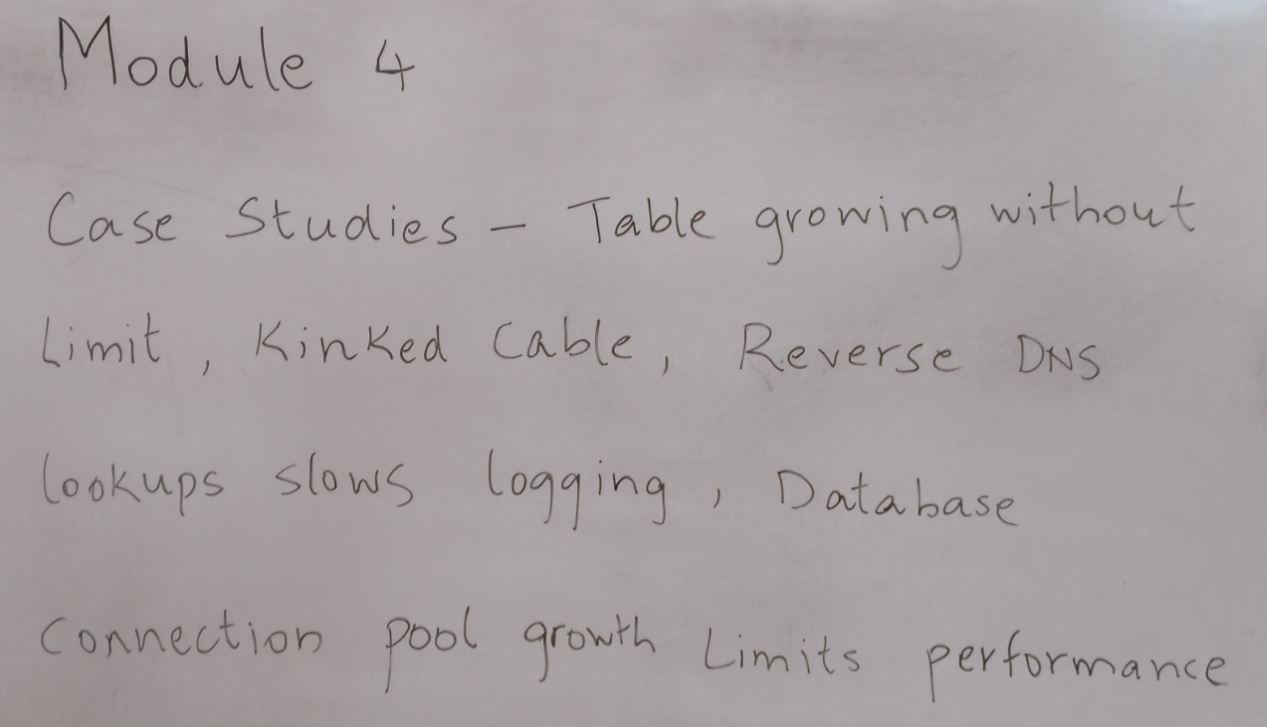 Module 4
Case Studies - Table growing without
Limit, Kinked Cable, Reverse DNS
lookups slows logging, Database
Connection pool growth Limits performance